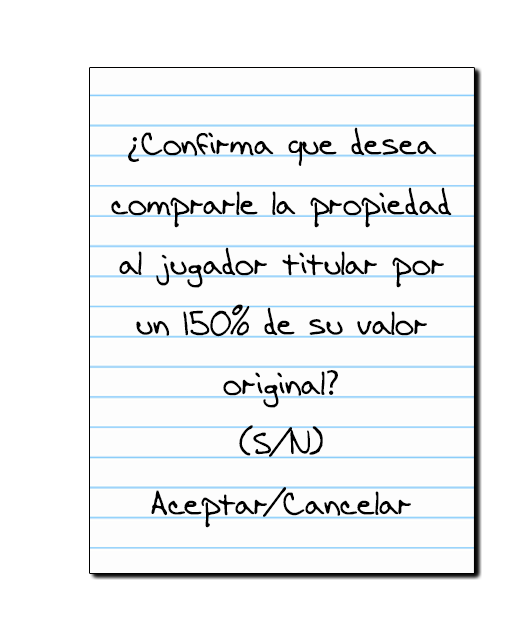 ¿Confirma que desea
comprarle la propiedad
al jugador titular por
un 150% de su valor
original?
(S/N)
Aceptar/Cancelar